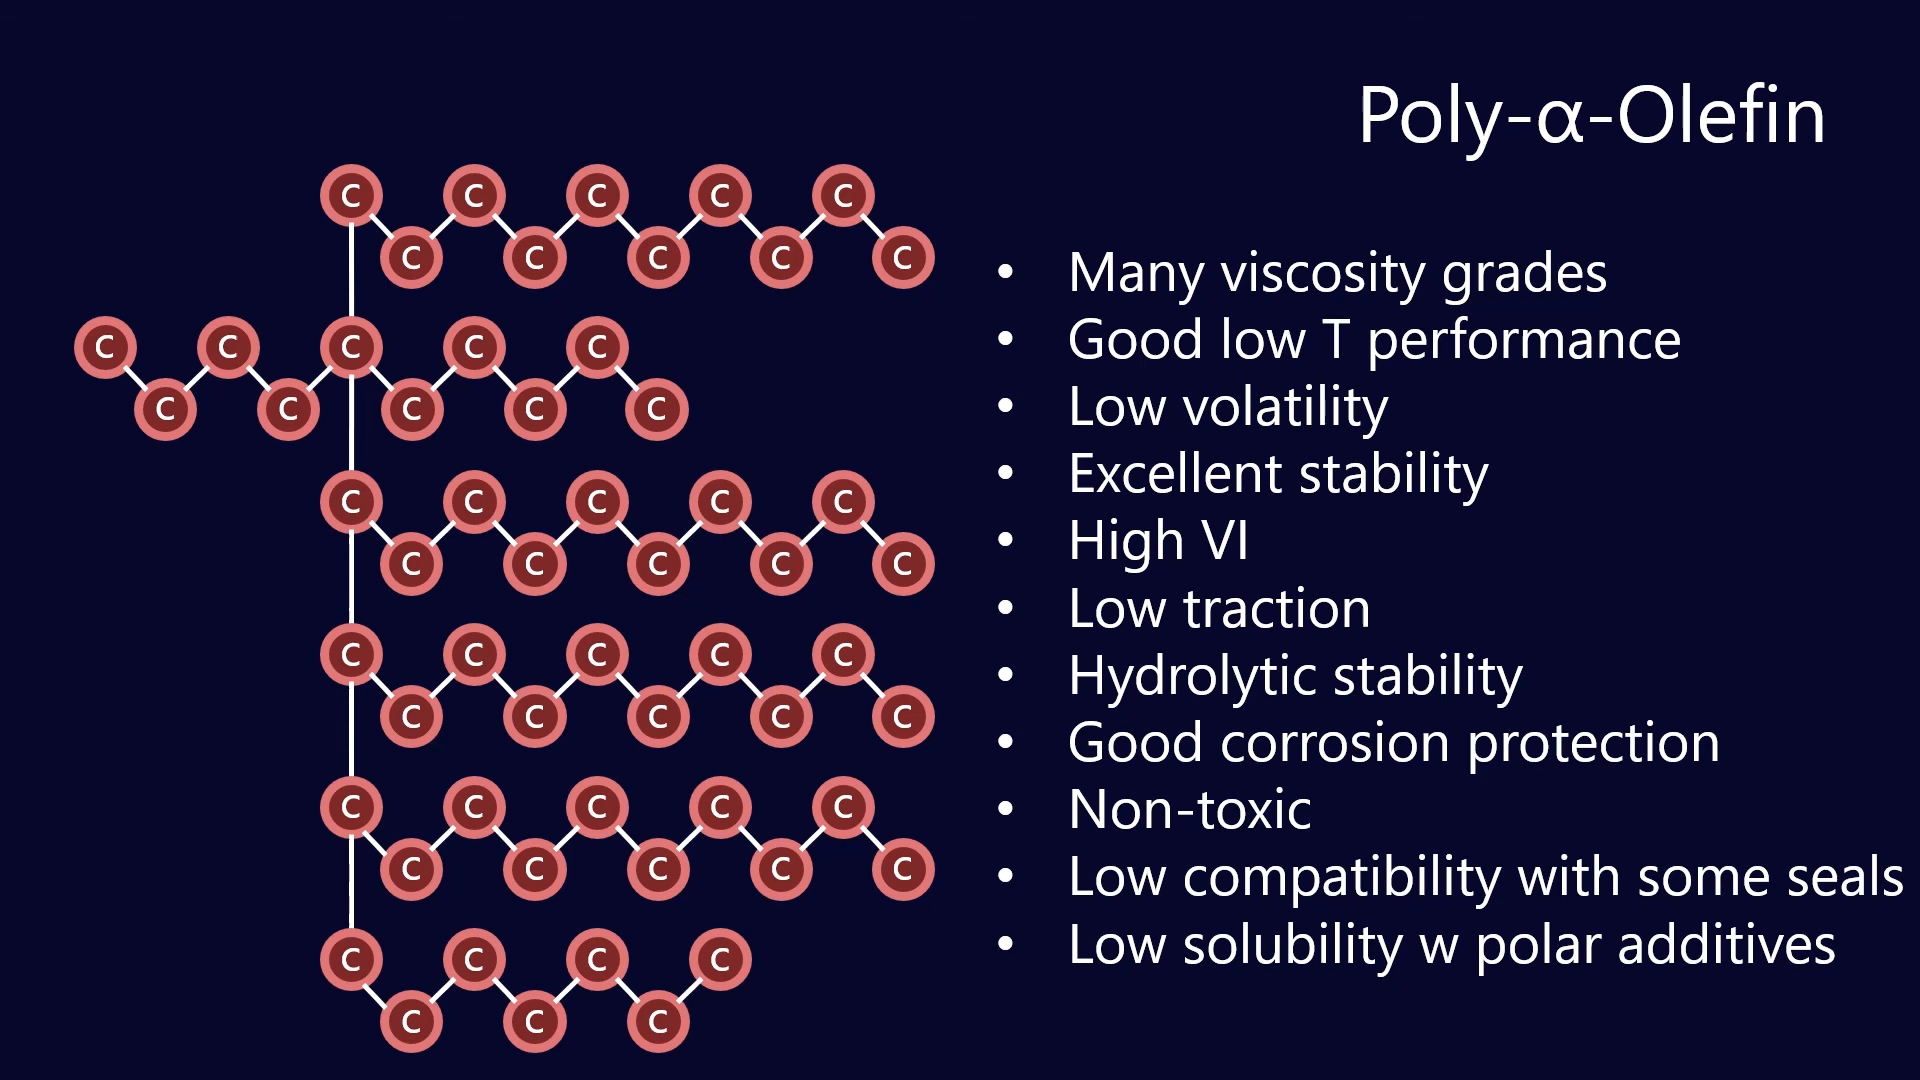 Poly-α-Olefin
C C C C C
C C C C C
C C C C C
C C C C C
C C C C C
C C C C C
C C C C C
C C C C C
C C C C C
C C C C C
C C C C
C C C
• Many viscosity grades
• Good low T performance
• Low volatility
• Excellent stability
• High VI
• Low traction
• Hydrolytic stability
• Good corrosion protection
• Non-toxic
• Low compatibility with some seals
• Low solubility w polar additives